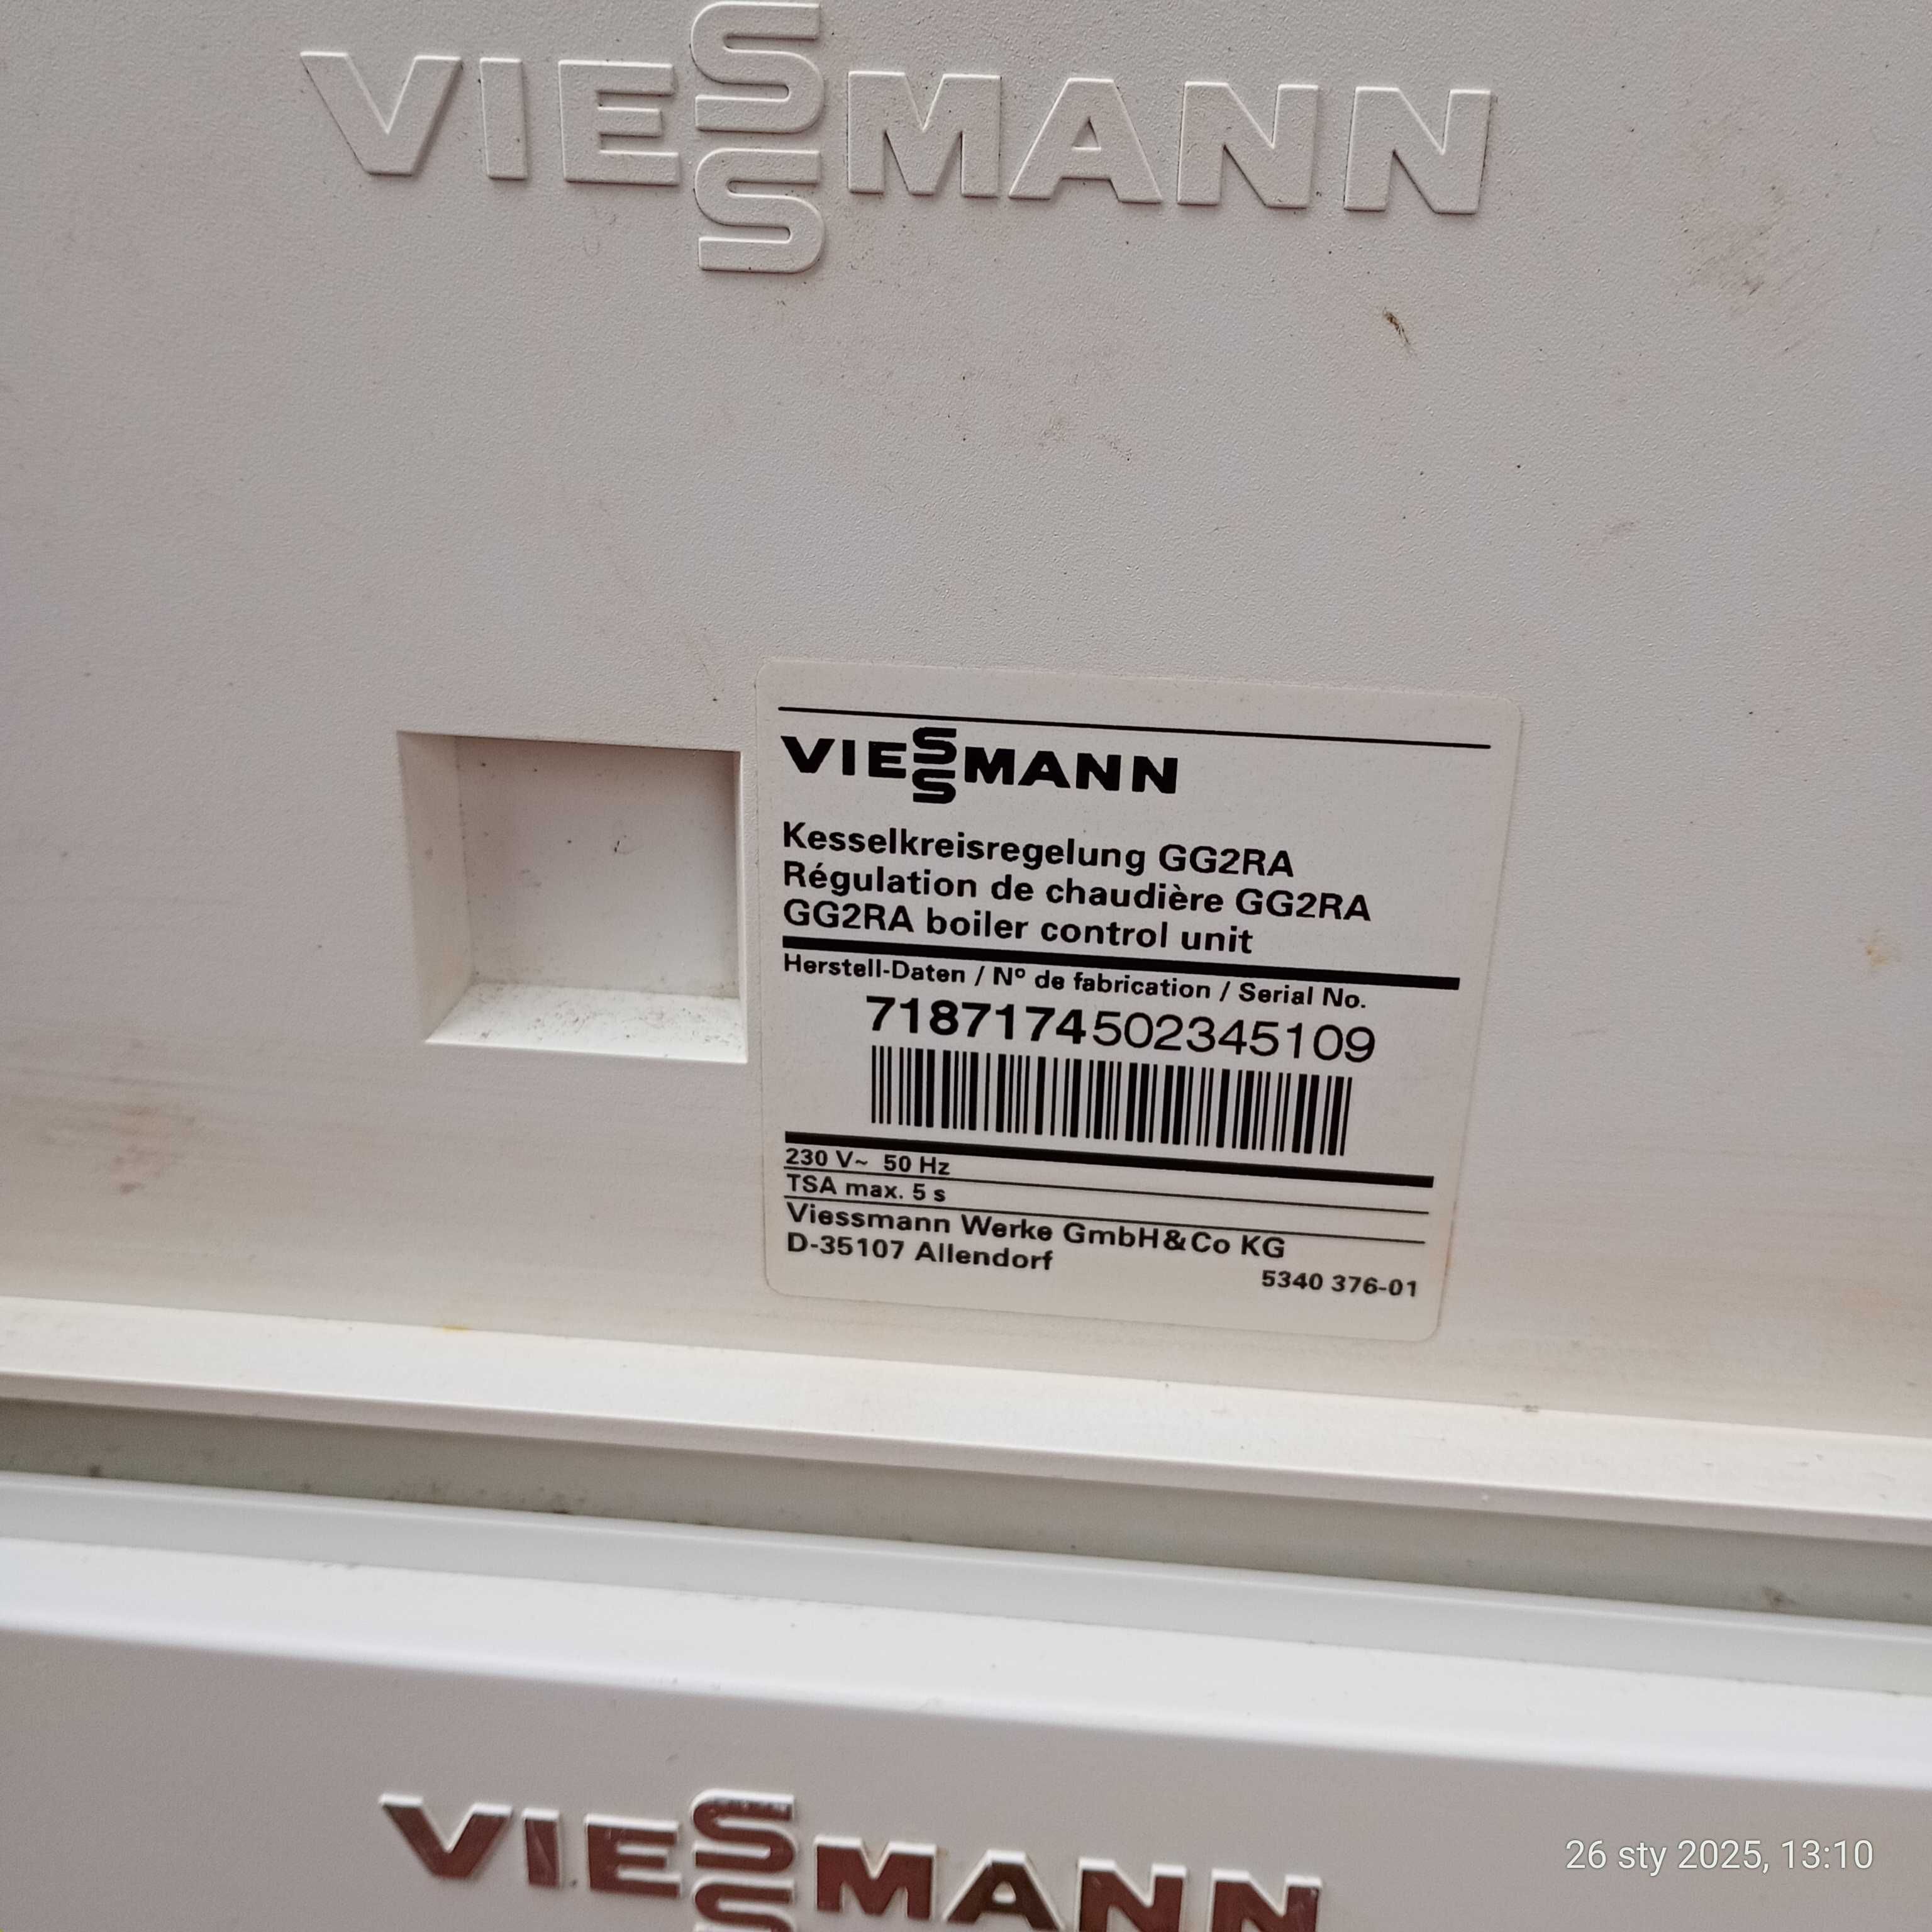 VIESSMANN
VIESSMANN
Kesselkreisregelung GG2RA
Régulation de chaudière GG2RA
GG2RA boiler control unit
Herstell-Daten / Nº de fabrication / Serial No.
7187174502345109
230 V~ 50 Hz
TSA max. 5 s
Viessmann Werke GmbH&Co KG
D-35107 Allendorf
5340 376-01
VIESSMANN
26 sty 2025, 13:10